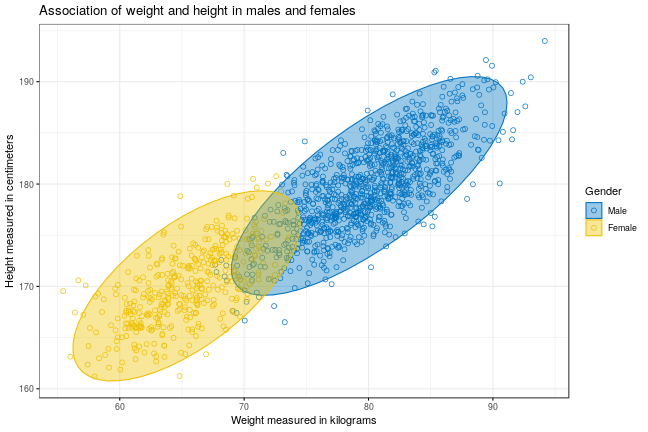 Association of weight and height in males and females
Height measured in centimeters
190
180
170
160
60
70
80
90
Weight measured in kilograms
Gender
Male
Female